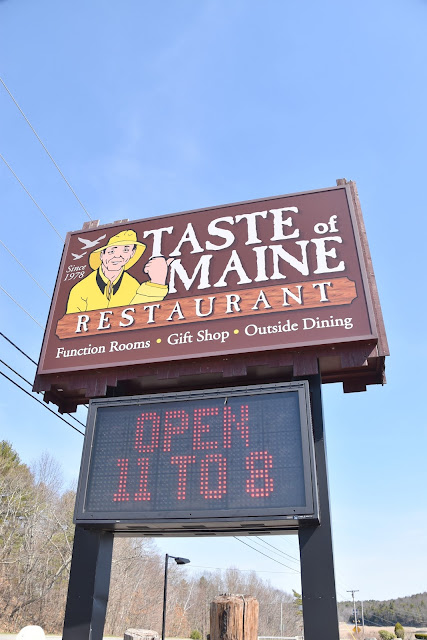 Since
1978
TASTE of
MAINE
RESTAURANT
Function Rooms • Gift Shop • Outside Dining
OPEN
11 TO 8